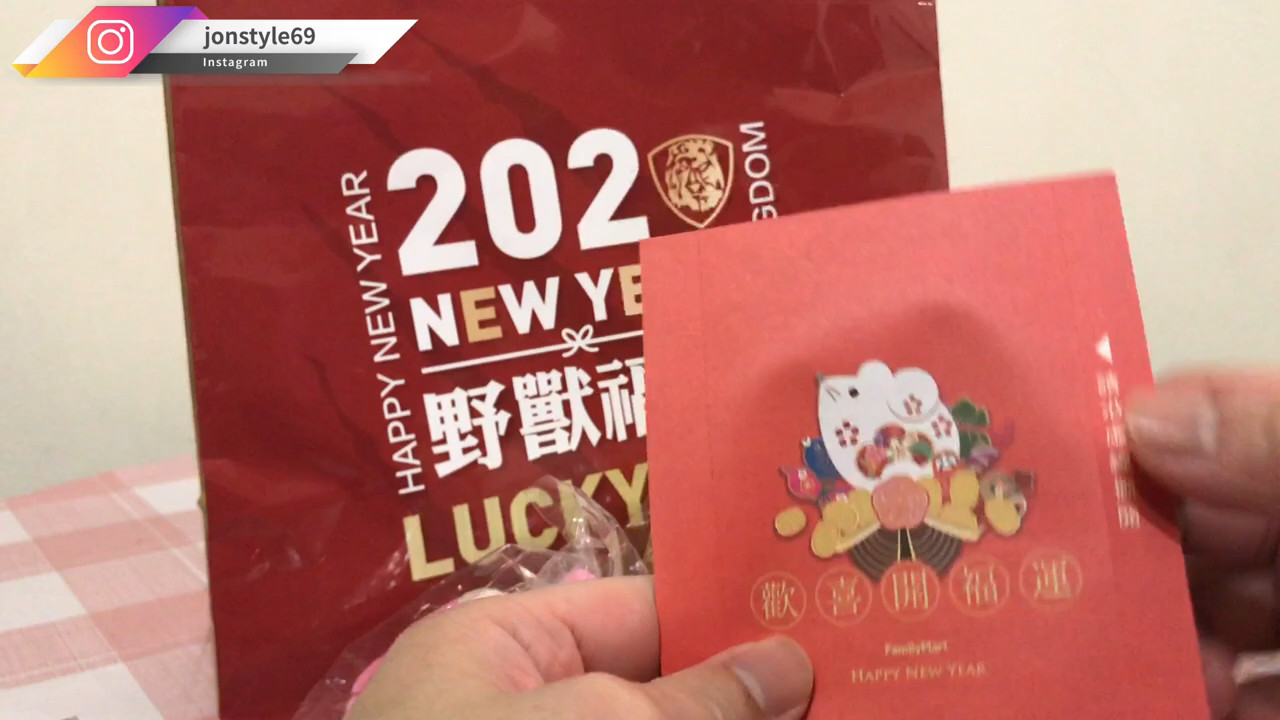 jonstyle69
Instagram
HAPPY NEW YEAR
202
GDOM
NEW YE
野獸福
LUCKY
歡喜開福運
FamilyMart
HAPPY NEW YEAR